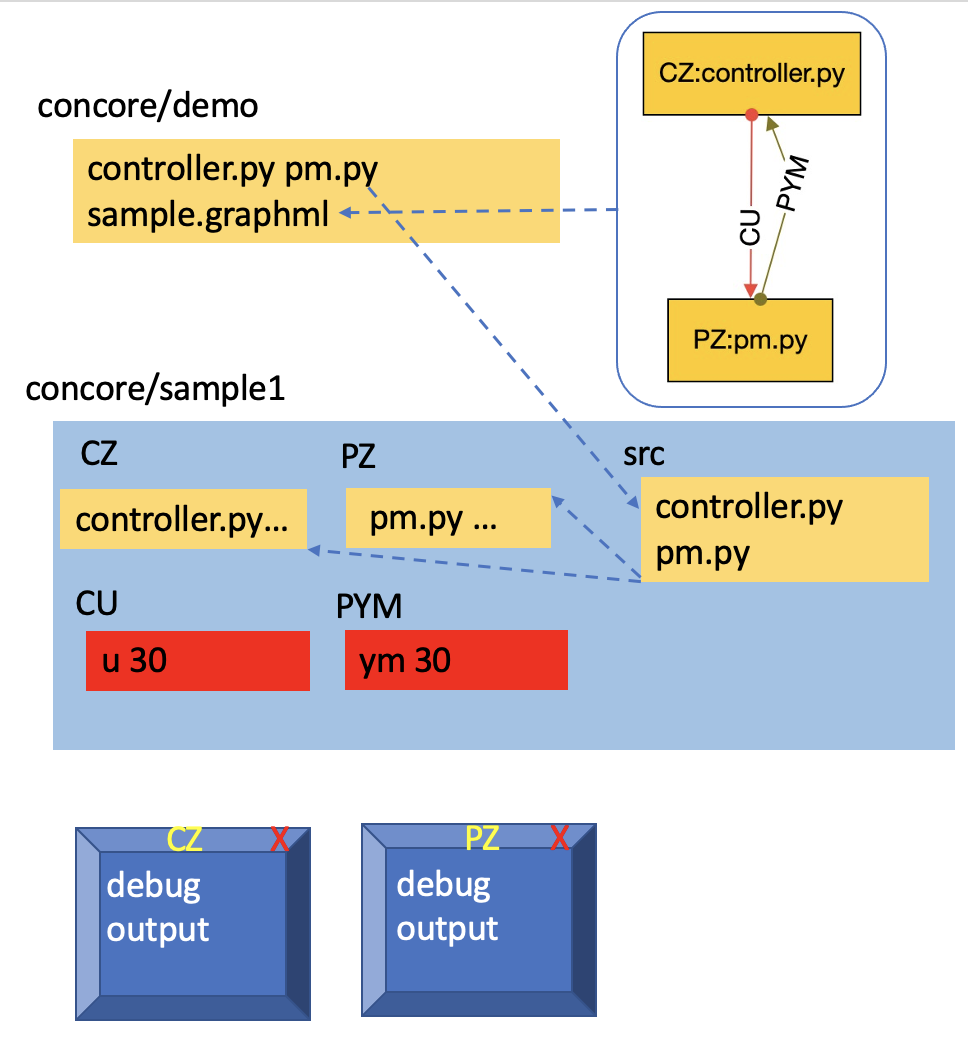 concore/demo
controller.py pm.py
sample.graphml
CZ:controller.py
CU
PYM
PZ:pm.py
concore/sample1
CZ
PZ
src
controller.py...
pm.py ...
controller.py
pm.py
CU
PYM
u 30
ym 30
CZ X
debug
output
PZ X
debug
output